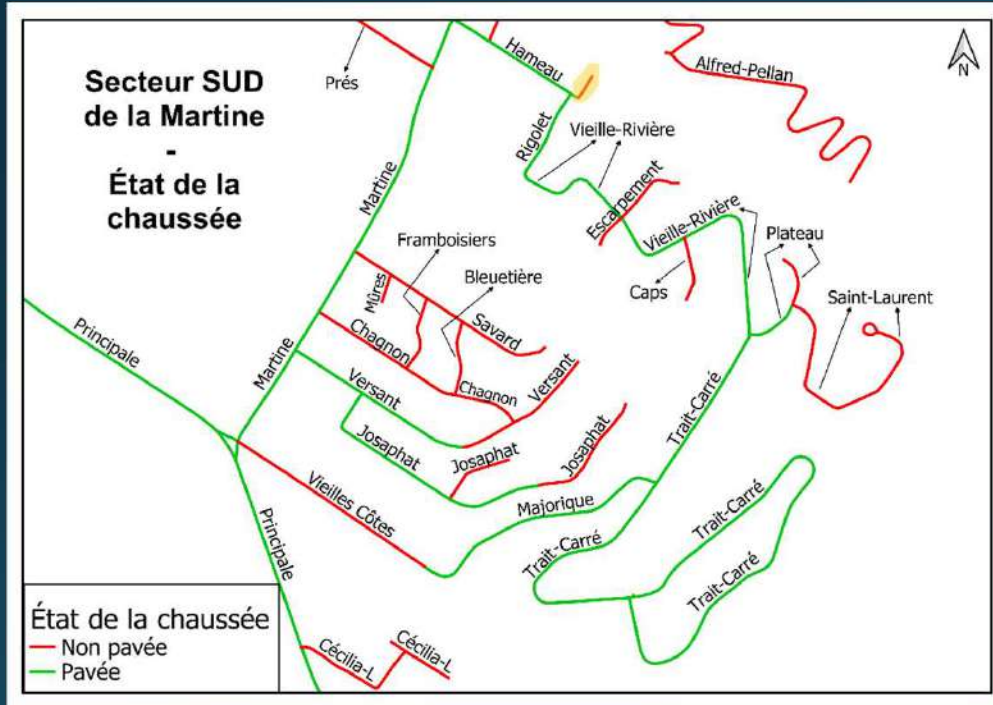 Secteur SUD
de la Martine
-
État de la
chaussée
Prés
Hameau
Alfred-Pellan
N
Rigolet
Vieille-Rivière
Martine
Escarpement
Vieille-Rivière
Plateau
Framboisiers
Bleuetière
Caps
Saint-Laurent
Mûres
Savard
Principale
Martine
Chagnon
Chagnon
Versant
Versant
Josaphat
Josaphat
Josaphat
Trait-Carré
Vieilles Côtes
Majorique
Trait-Carré
Trait-Carré
Trait-Carré
Principale
Cécilia-L
Cécilia-L
État de la chaussée
Non pavée
Pavée